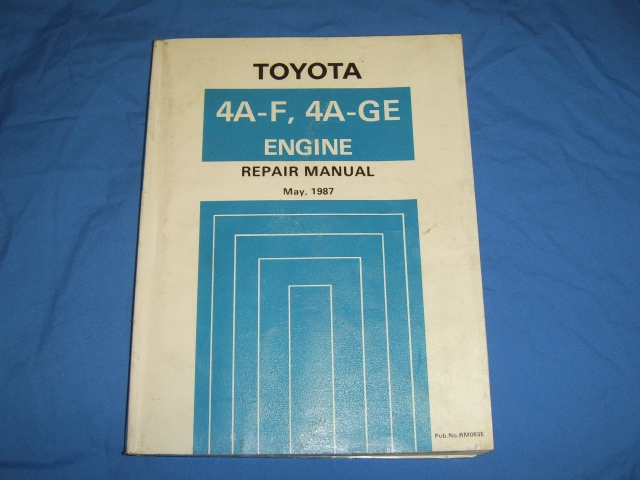 TOYOTA
4A-F, 4A-GE
ENGINE
REPAIR MANUAL
May, 1987
Pub.No.RM063E